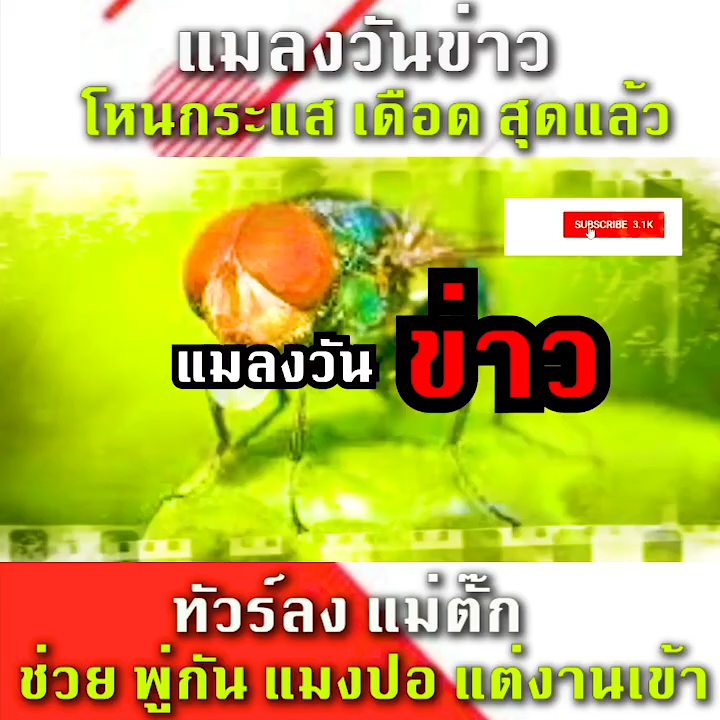 แมลงวันข่าว
โหนกระแส เดือด สุดแล้ว
SUBSCRIBE 3.1K
แมลงวัน ข่าว
ทัวร์ลง แม่ตั๊ก
ช่วย พู่กัน แมงปอ แต่งานเข้า